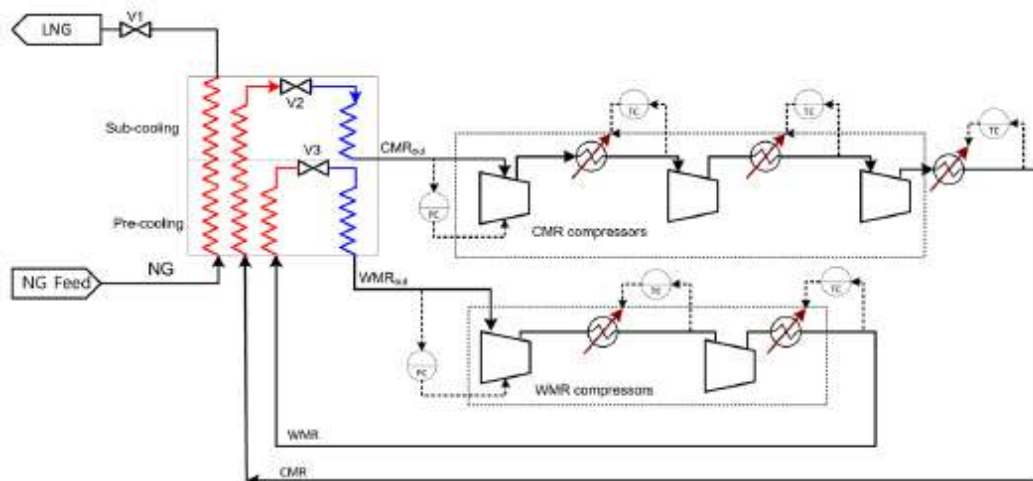 LNG
V1
V2
Sub-cooling
V3
CMRout
Pre-cooling
NG
NG Feed
WMRout
TC
TC
TC
PC
CMR compressors
TC
TC
PC
WMR compressors
WMR
CMR